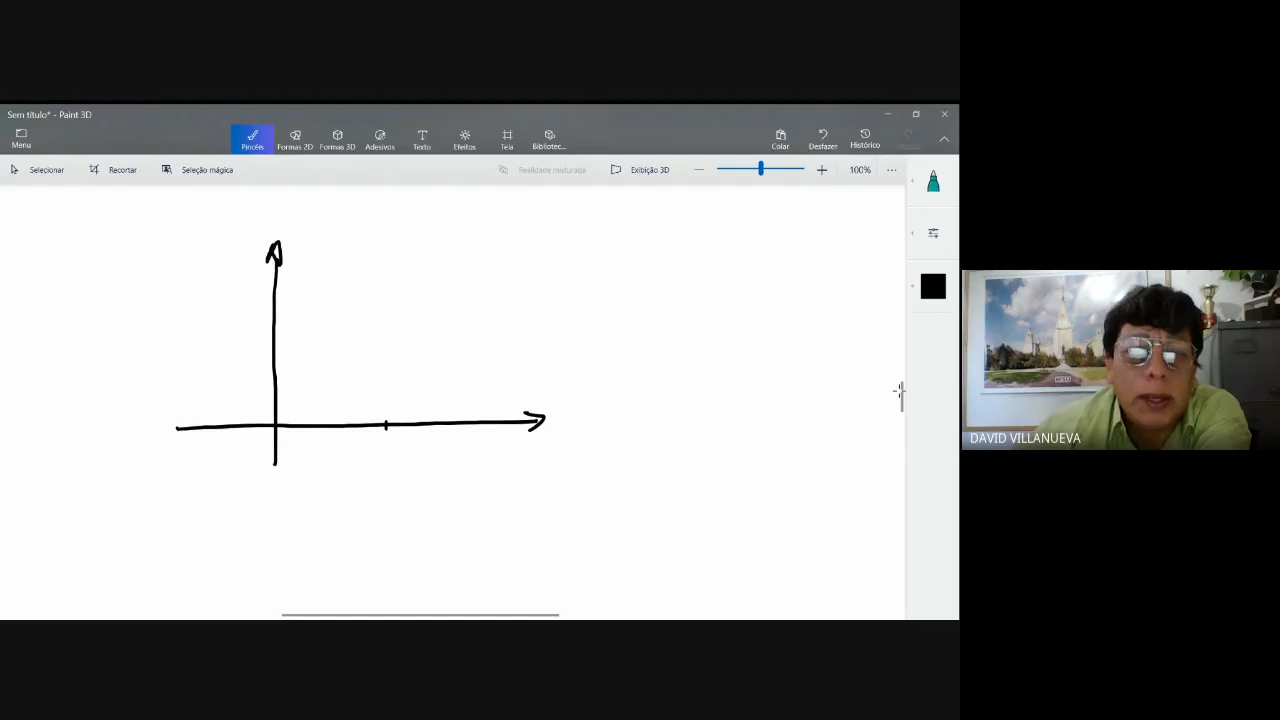 Sem título* - Paint 3D
Menu
Pincéis
Formas 2D
Formas 3D
Adesivos
Texto
Efeitos
Tela
Bibliotec...
Colar
Desfazer
Histórico
Selecionar
Recortar
Seleção mágica
Realidade misturada
Exibição 3D
100%
MSU
DAVID VILLANUEVA